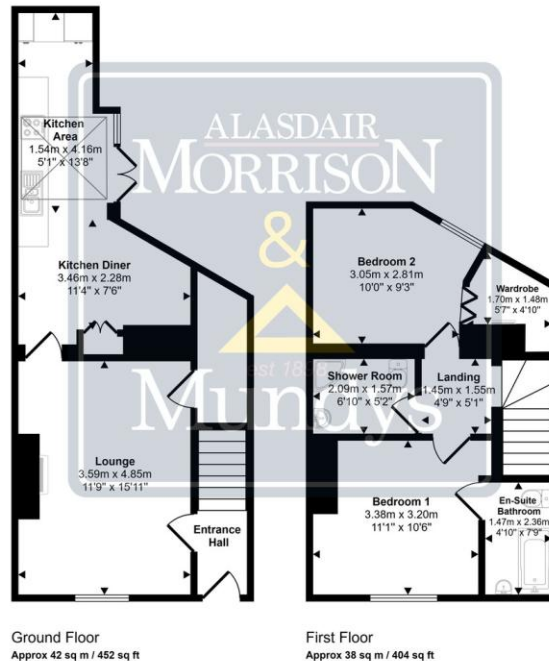 Kitchen
Area
1.54m x 4.16m
5'1" x 13'8"
Kitchen Diner
3.46m x 2.28m
11'4" x 7'6"
Lounge
3.59m x 4.85m
11'9" x 15'11"
Entrance
Hall
ALASDAIR
MORRISON
&
est 1898
Mundys
Bedroom 2
3.05m x 2.81m
10'0" x 9'3"
Wardrobe
1.70m x 1.48m
5'7" x 4'10"
Shower Room
2.09m x 1.57m
6'10" x 5'2"
Landing
1.45m x 1.55m
4'9" x 5'1"
Bedroom 1
3.38m x 3.20m
11'1" x 10'6"
En-Suite
Bathroom
1.47m x 2.36m
4'10" x 7'9"
Ground Floor
Approx 42 sq m / 452 sq ft
First Floor
Approx 38 sq m / 404 sq ft